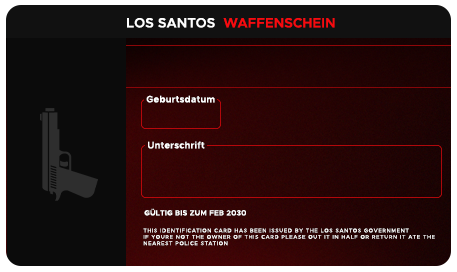 LOS SANTOS WAFFENSCHEIN
Geburtsdatum
Unterschrift
GÜLTIG BIS ZUM FEB 2030
THIS IDENTIFICATION CARD HAS BEEN ISSUED BY THE LOS SANTOS GOVERNMENT
IF YOURE NOT THE OWNER OF THIS CARD PLEASE OUT IT IN HALF OR RETURN IT ATE THE
NEAREST POLICE STATION